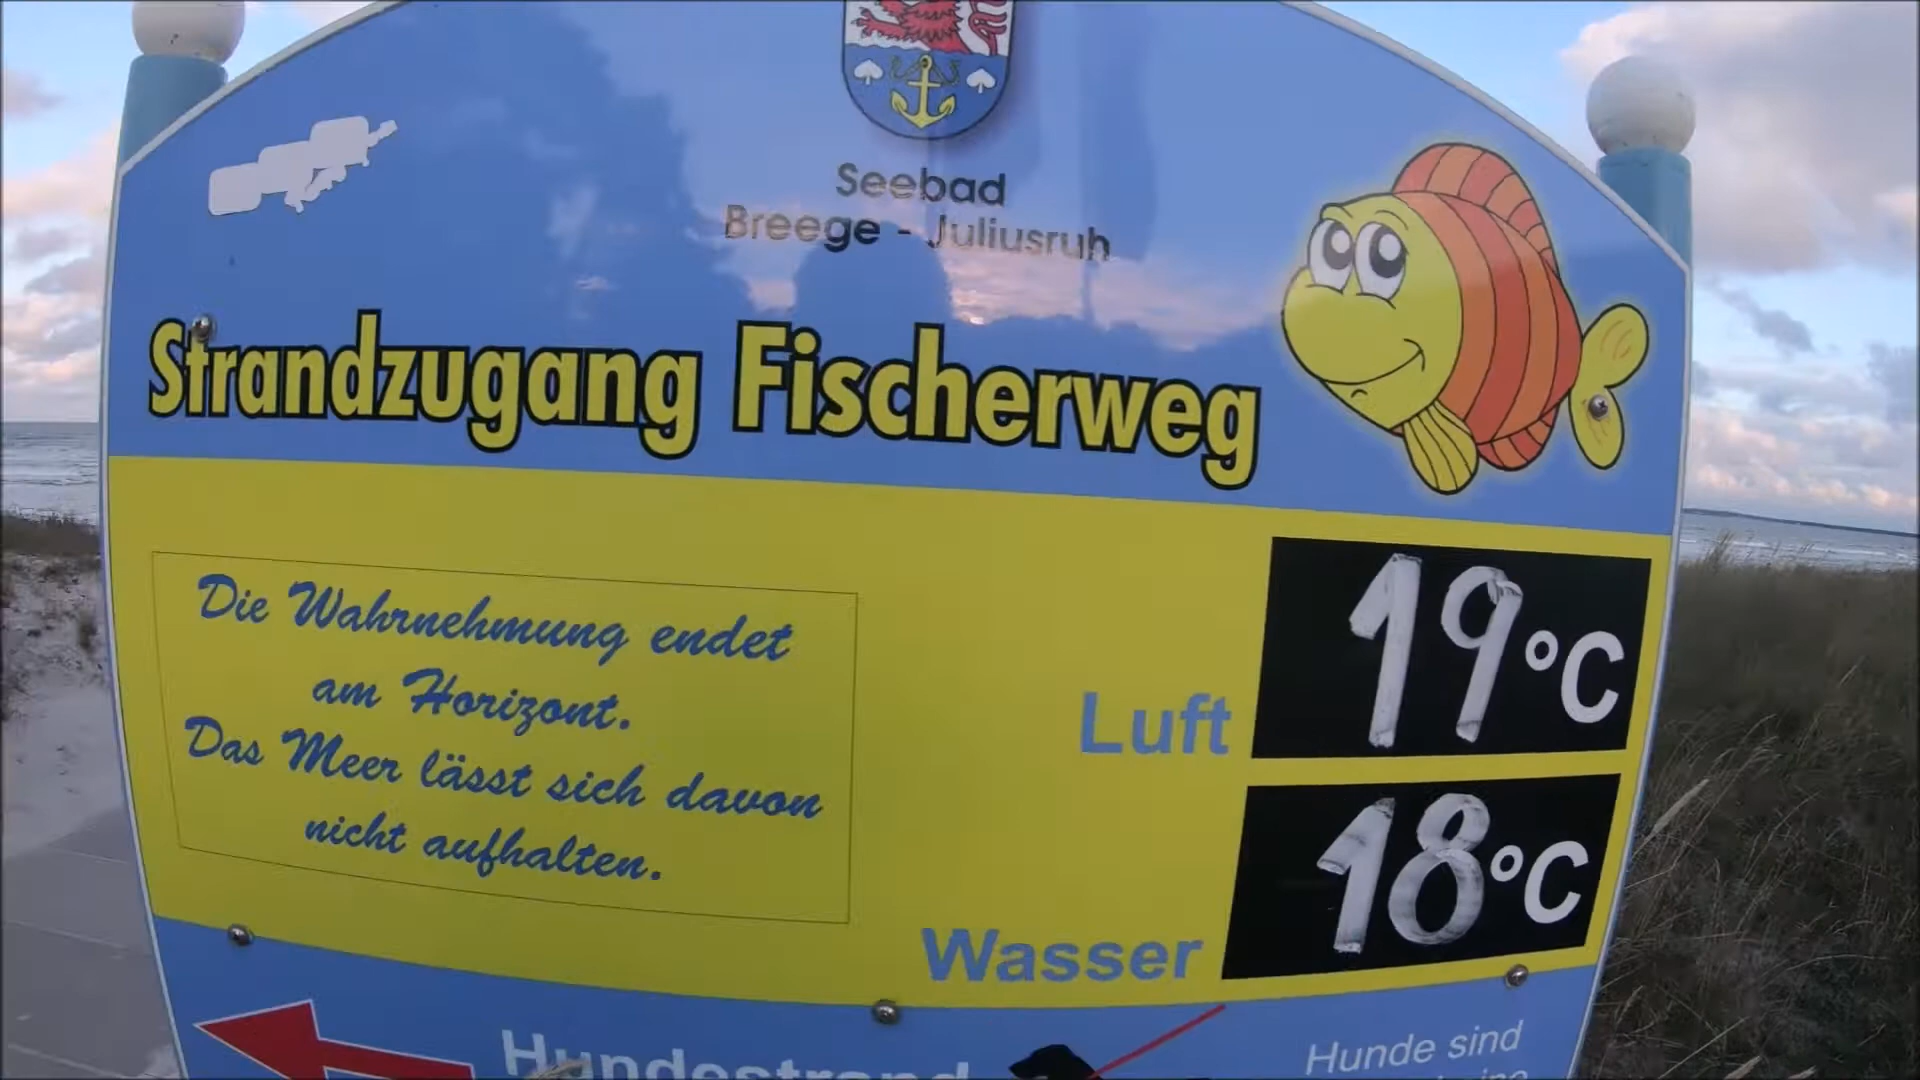 Seebad
Breege - Juliusruh
Strandzugang Fischerweg
Die Wahrnehmung endet
am Horizont.
Das Meer lässt sich davon
nicht aufhalten.
Luft 19 °C
Wasser 18 °C
Hundestrand
Hunde sind